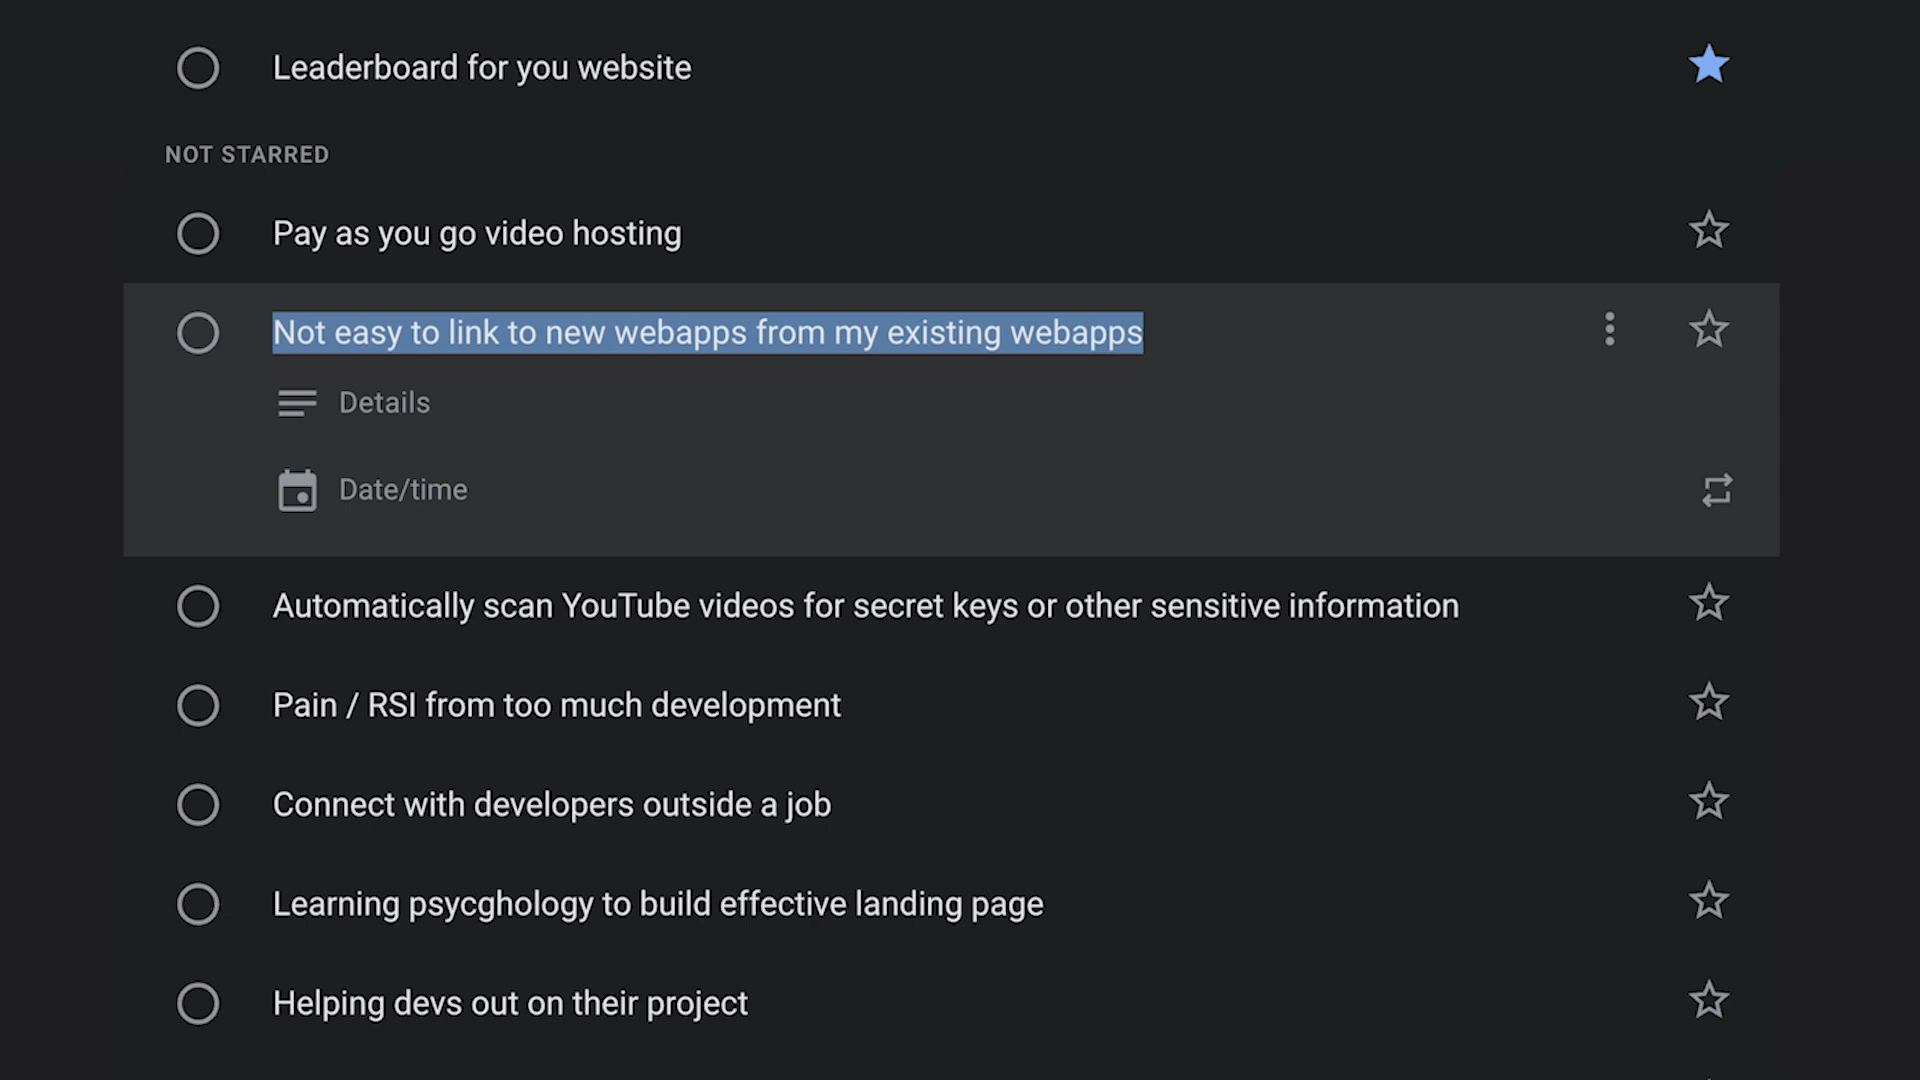 Leaderboard for you website
NOT STARRED
Pay as you go video hosting
Not easy to link to new webapps from my existing webapps
Details
Date/time
Automatically scan YouTube videos for secret keys or other sensitive information
Pain / RSI from too much development
Connect with developers outside a job
Learning psycghology to build effective landing page
Helping devs out on their project